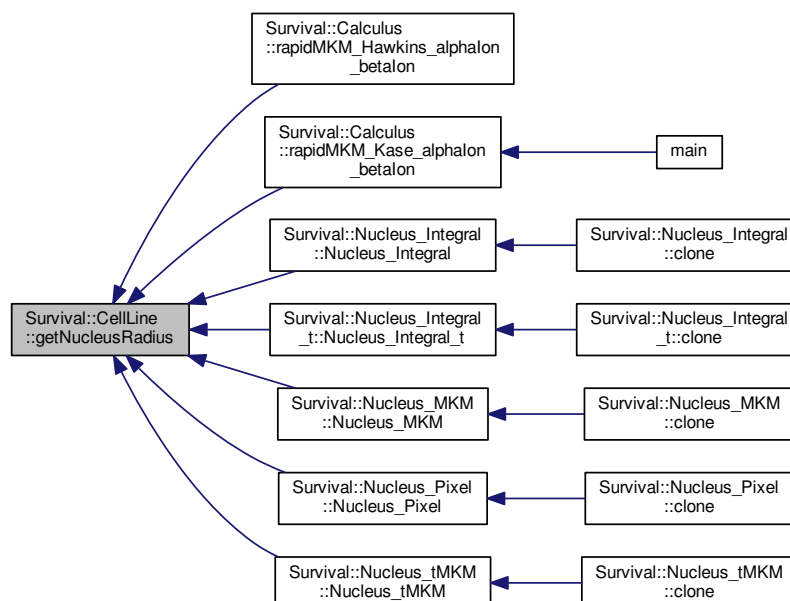 Survival::Calculus
::rapidMKM_Hawkins_alphaIon
_betaIon
Survival::Calculus
::rapidMKM_Kase_alphaIon
_betaIon
main
Survival::Nucleus_Integral
::Nucleus_Integral
Survival::Nucleus_Integral
::clone
Survival::CellLine
::getNucleusRadius
Survival::Nucleus_Integral
_t::Nucleus_Integral_t
Survival::Nucleus_Integral
_t::clone
Survival::Nucleus_MKM
::Nucleus_MKM
Survival::Nucleus_MKM
::clone
Survival::Nucleus_Pixel
::Nucleus_Pixel
Survival::Nucleus_Pixel
::clone
Survival::Nucleus_tMKM
::Nucleus_tMKM
Survival::Nucleus_tMKM
::clone